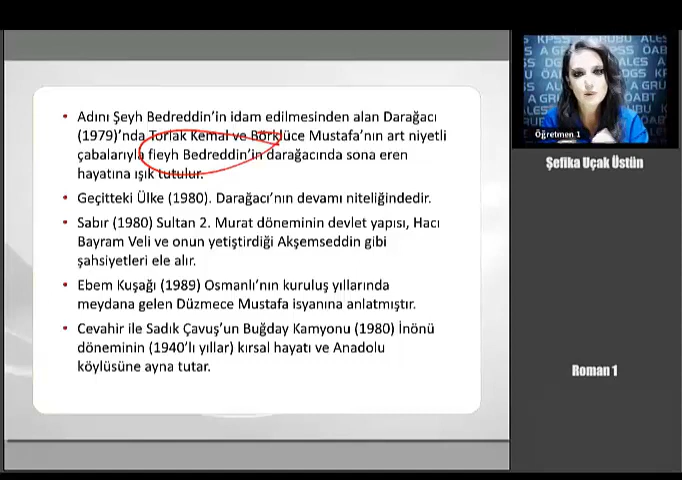 Adını Şeyh Bedreddin'in idam edilmesinden alan Darağacı
(1979)'nda Torlak Kemal ve Börklüce Mustafa'nın art niyetli
çabalarıyla fleyh Bedreddin'in darağacında sona eren
hayatına ışık tutulur.
Geçitteki Ülke (1980). Darağacı'nın devamı niteliğindedir.
Sabır (1980) Sultan 2. Murat döneminin devlet yapısı, Hacı
Bayram Veli ve onun yetiştirdiği Akşemseddin gibi
şahsiyetleri ele alır.
Ebem Kuşağı (1989) Osmanlı'nın kuruluş yıllarında
meydana gelen Düzmece Mustafa isyanına anlatmıştır.
Cevahir ile Sadık Çavuş'un Buğday Kamyonu (1980) İnönü
döneminin (1940'lı yıllar) kırsal hayatı ve Anadolu
köylüsüne ayna tutar.
Öğretmen 1
Şefika Uçak Üstün
Roman 1